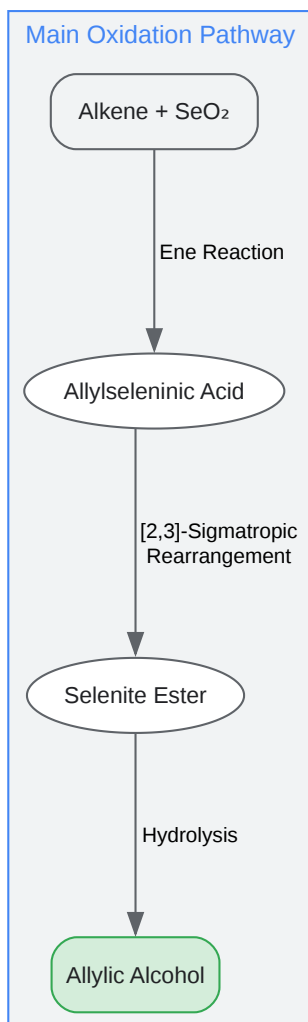 Main Oxidation Pathway
Alkene + SeO₂
Ene Reaction
Allylseleninic Acid
[2,3]-Sigmatropic
Rearrangement
Selenite Ester
Hydrolysis
Allylic Alcohol